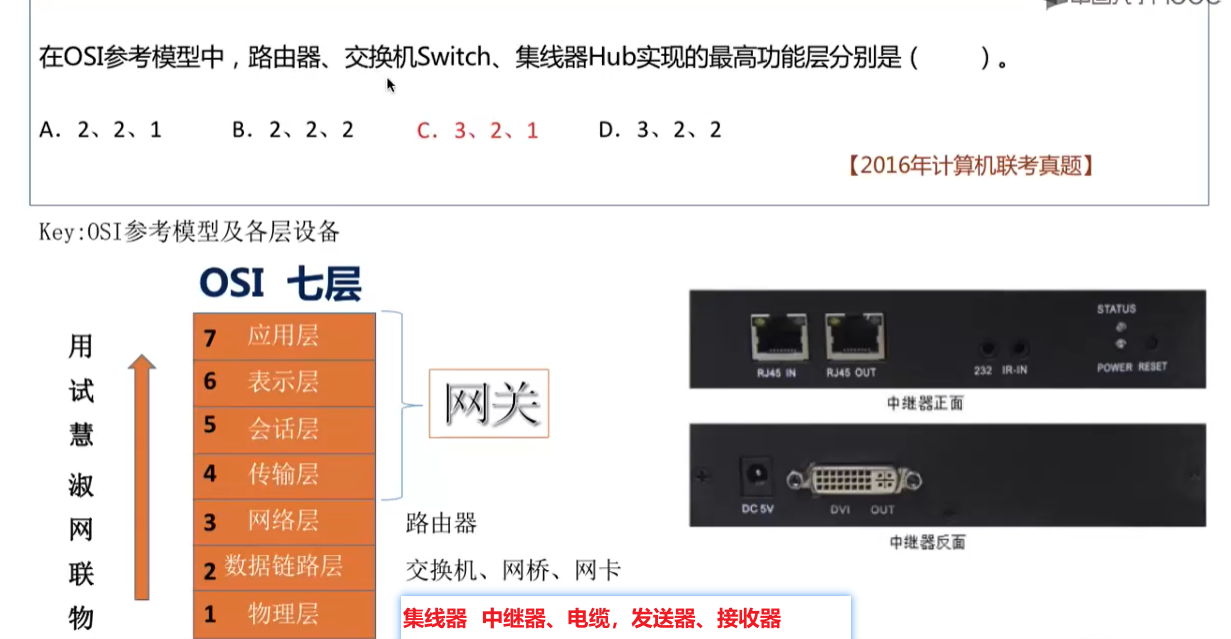 在OSI参考模型中，路由器、交换机Switch、集线器Hub实现的最高功能层分别是（　　）。
A. 2、2、1　B. 2、2、2　C. 3、2、1　D. 3、2、2
【2016年计算机联考真题】
Key:OSI参考模型及各层设备
OSI 七层
用
试
慧
淑
网
联
物
7 应用层
6 表示层
5 会话层
4 传输层
3 网络层
2 数据链路层
1 物理层
网关
路由器
交换机、网桥、网卡
集线器 中继器、电缆，发送器、接收器
STATUS
RJ45 IN
RJ45 OUT
232 IR-IN
POWER RESET
中继器正面
DC 5V
DVI OUT
中继器反面